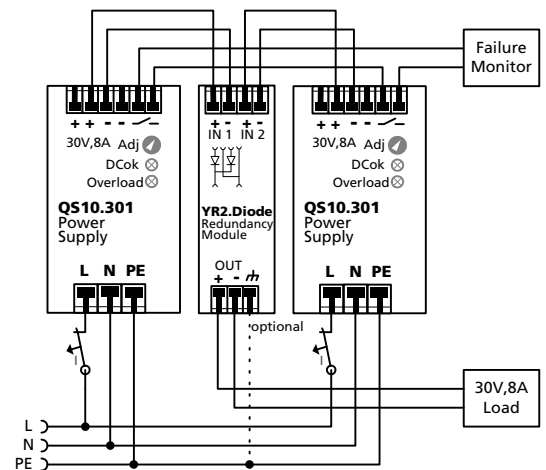 Failure
Monitor
+ + - -
30V,8A Adj
DCok
Overload
QS10.301
Power
Supply
L N PE
+ - + -
IN 1 IN 2
YR2.Diode
Redundancy
Module
OUT
+ -
optional
+ + - -
30V,8A Adj
DCok
Overload
QS10.301
Power
Supply
L N PE
I
I
30V,8A
Load
L
N
PE